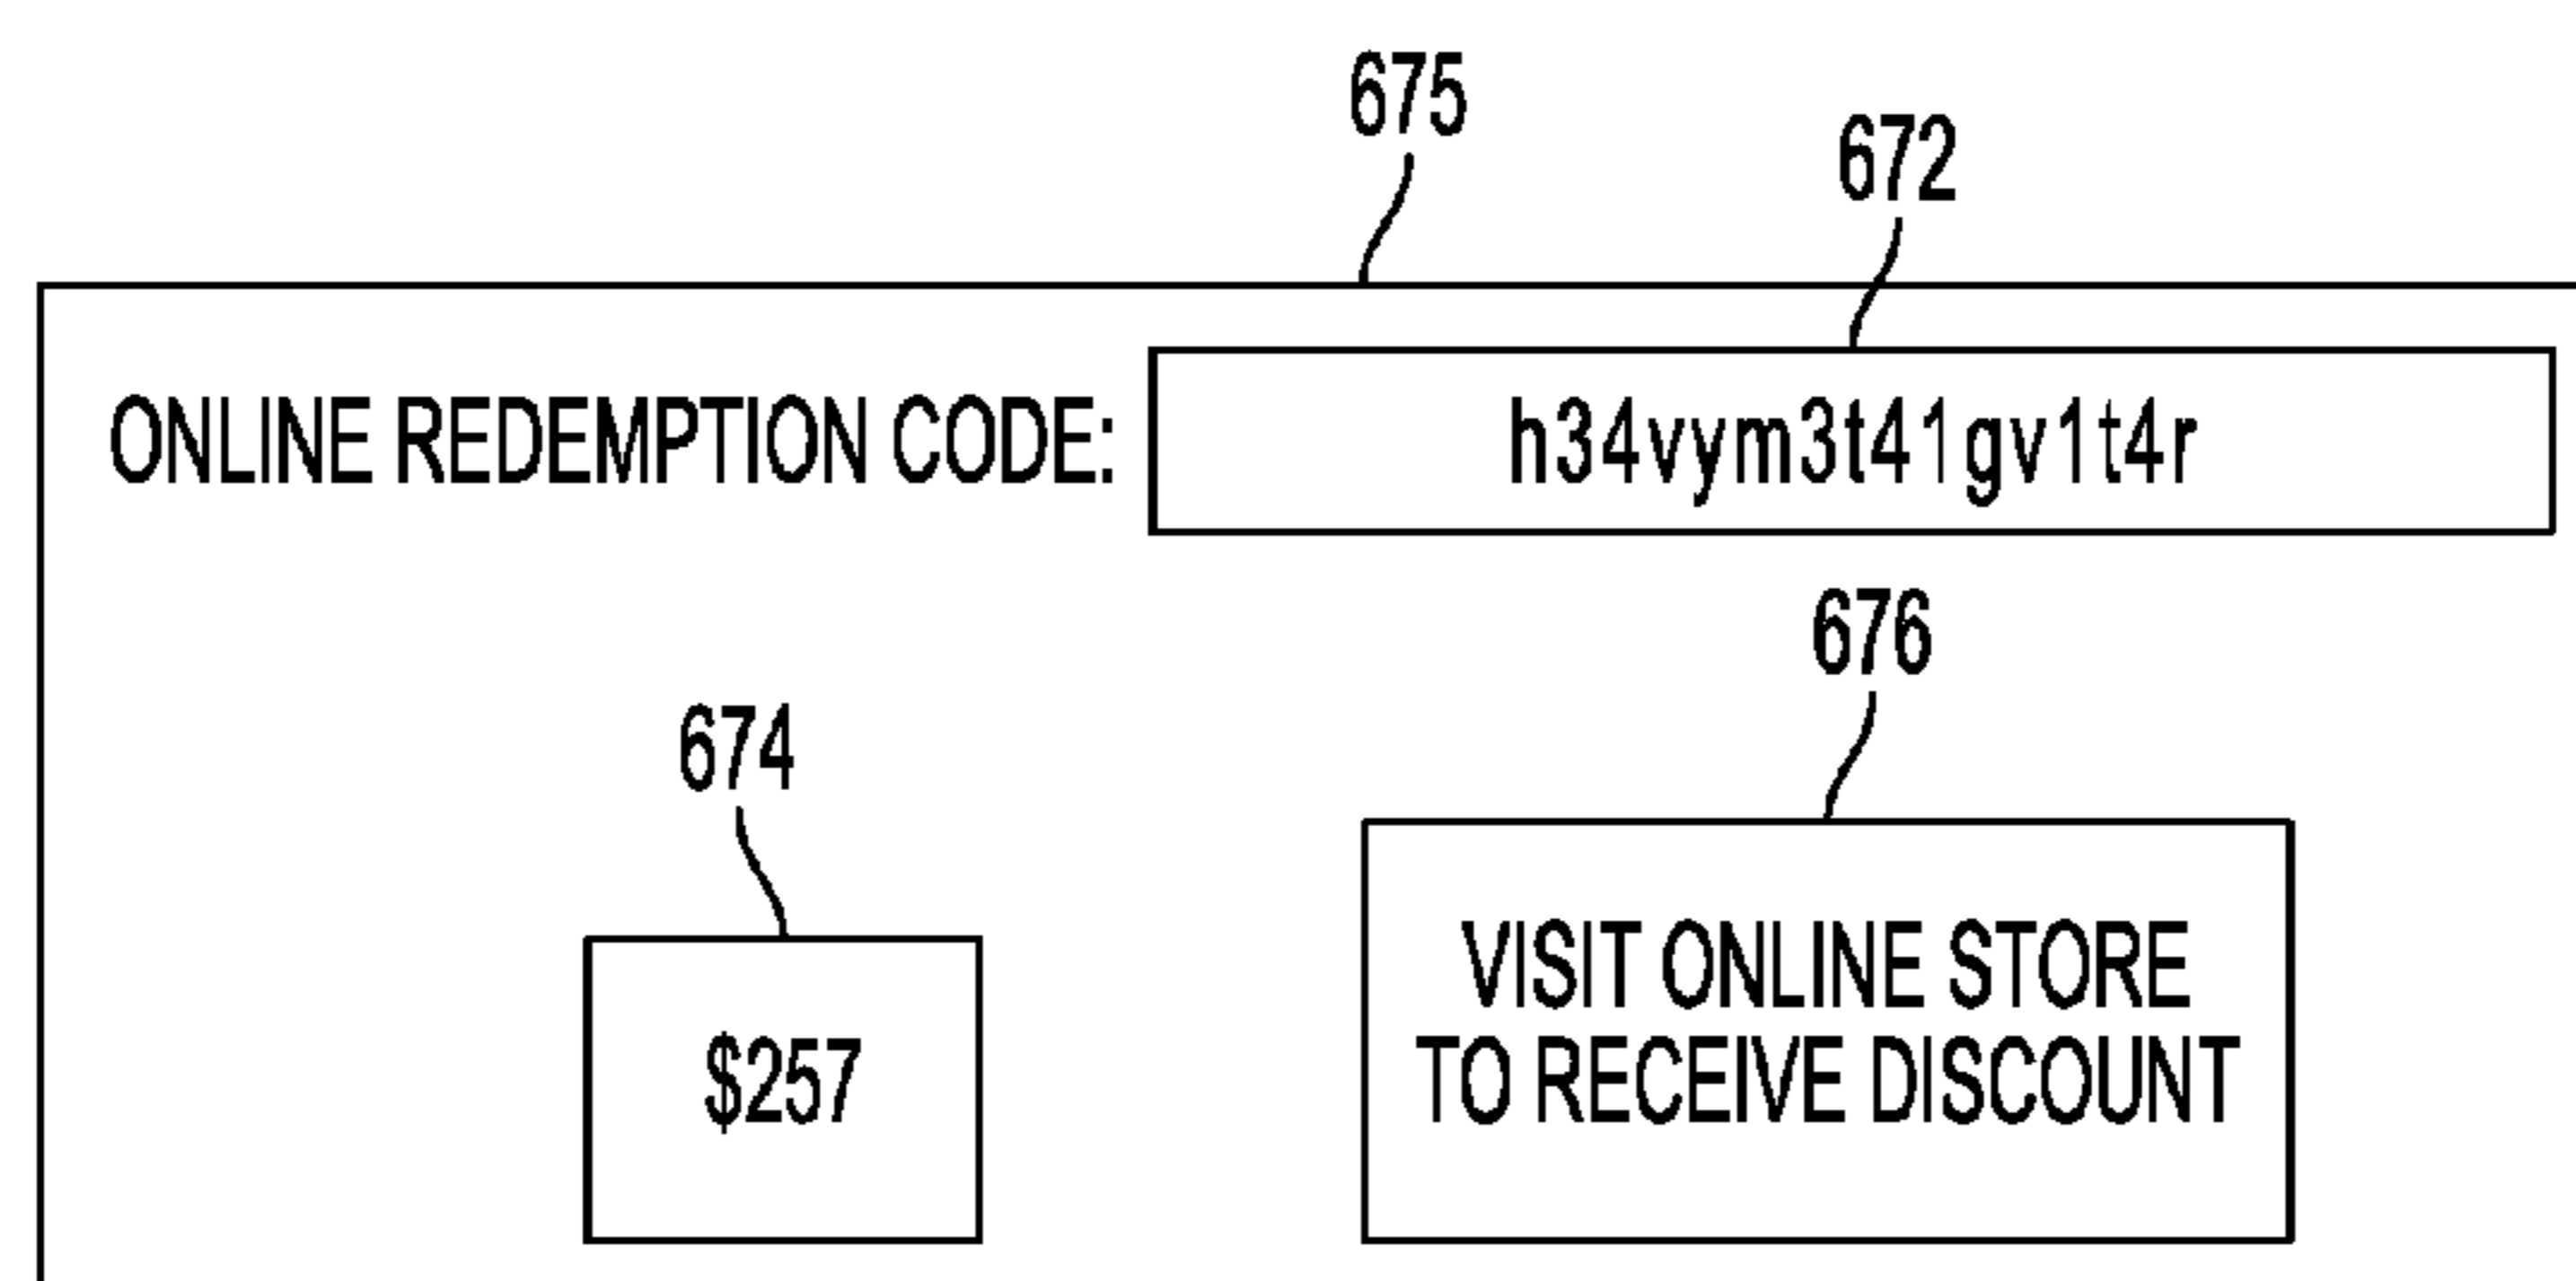 675
672
ONLINE REDEMPTION CODE: h34vym3t41gv1t4r
676
674
VISIT ONLINE STORE
TO RECEIVE DISCOUNT
$257